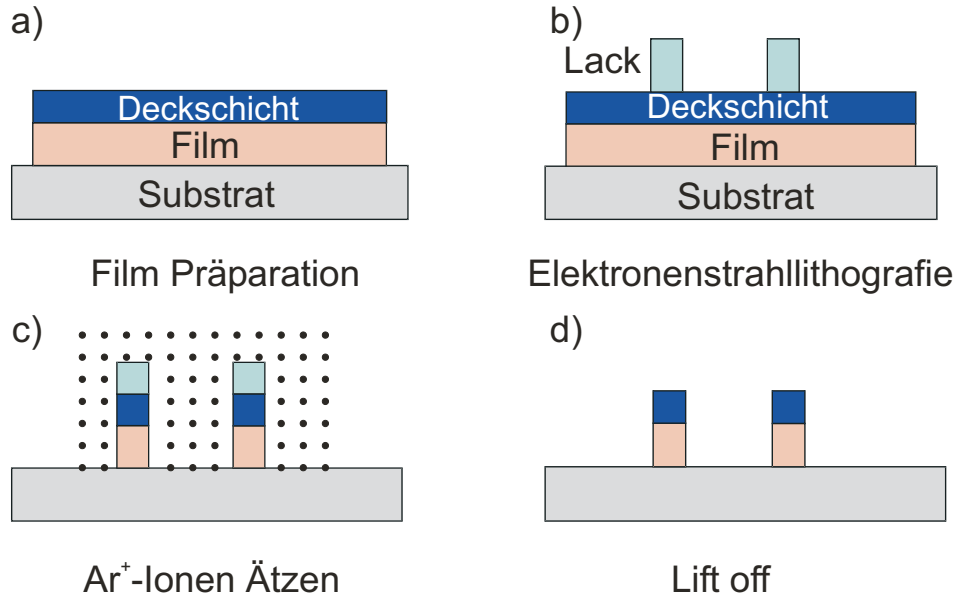 a)
Deckschicht
Film
Substrat
Film Präparation
b)
Lack
Deckschicht
Film
Substrat
Elektronenstrahllithografie
c)
Ar⁺-Ionen Ätzen
d)
Lift off